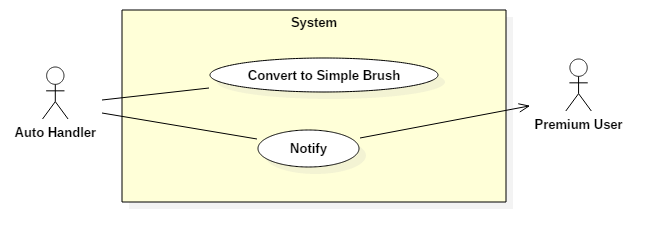 System
Convert to Simple Brush
Auto Handler
Premium User
Notify